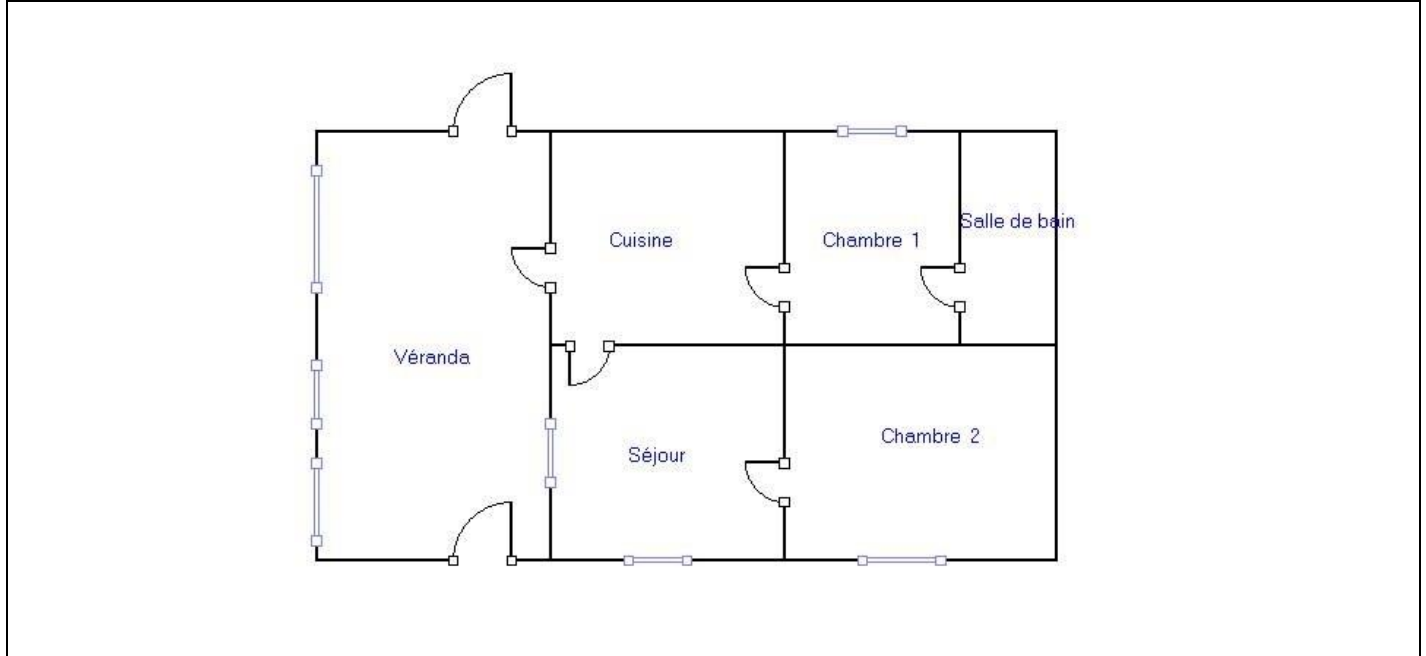 Salle de bain
Cuisine
Chambre 1
Véranda
Chambre 2
Séjour